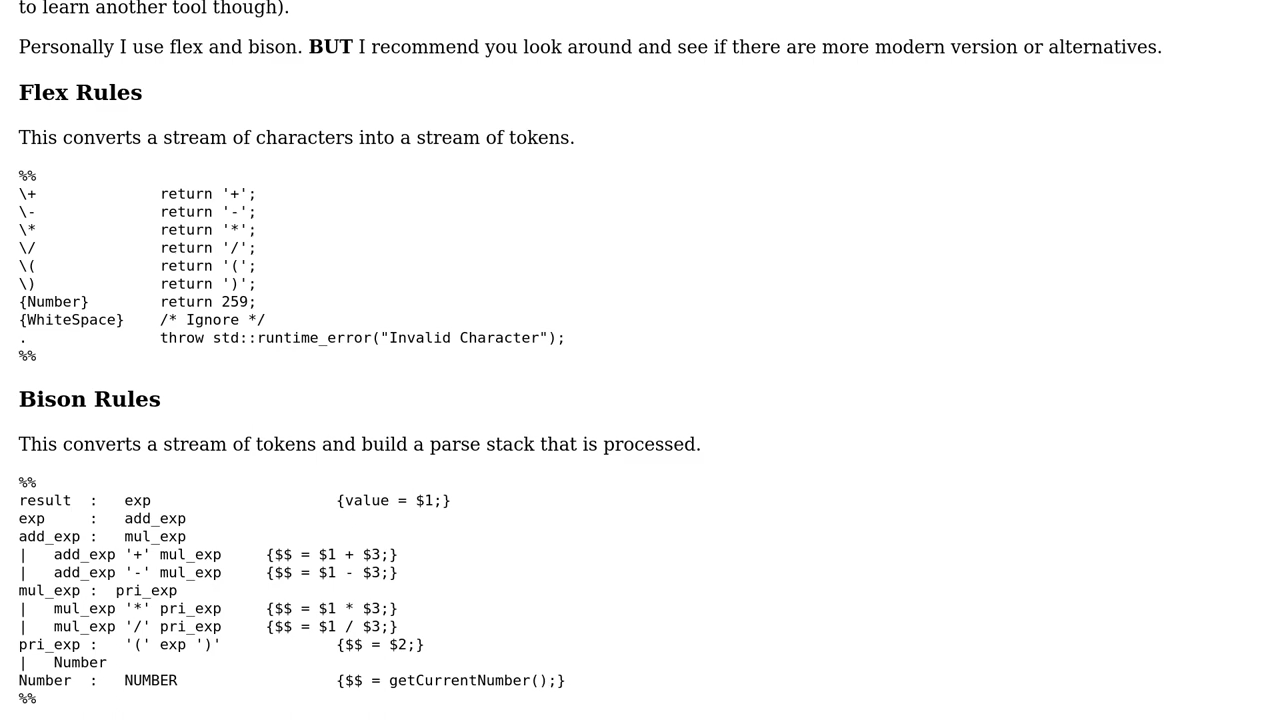 to learn another tool though).
Personally I use flex and bison. BUT I recommend you look around and see if there are more modern version or alternatives.
Flex Rules
This converts a stream of characters into a stream of tokens.
%%
\+              return '+';
\-              return '-';
\*              return '*';
\/              return '/';
\(              return '(';
\)              return ')';
{Number}        return 259;
{WhiteSpace}    /* Ignore */
.               throw std::runtime_error("Invalid Character");
%%
Bison Rules
This converts a stream of tokens and build a parse stack that is processed.
%%
result  :   exp                     {value = $1;}
exp     :   add_exp
add_exp :   mul_exp
|   add_exp '+' mul_exp     {$$ = $1 + $3;}
|   add_exp '-' mul_exp     {$$ = $1 - $3;}
mul_exp :  pri_exp
|   mul_exp '*' pri_exp     {$$ = $1 * $3;}
|   mul_exp '/' pri_exp     {$$ = $1 / $3;}
pri_exp :   '(' exp ')'             {$$ = $2;}
|   Number
Number  :   NUMBER                  {$$ = getCurrentNumber();}
%%